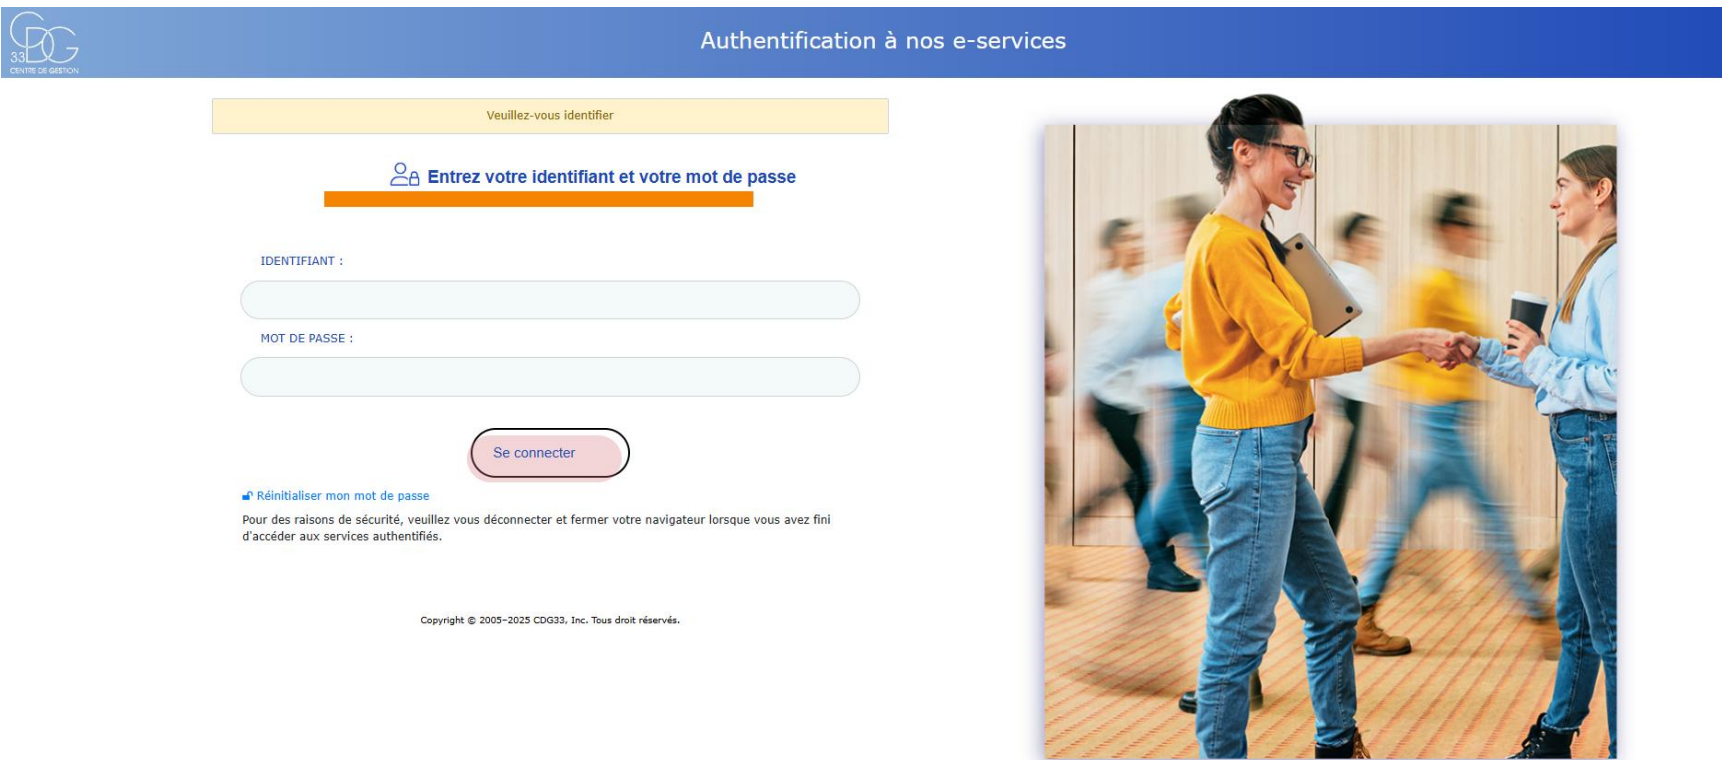 CDG
33
CENTRE DE GESTION
Authentification à nos e-services
Veuillez-vous identifier
Entrez votre identifiant et votre mot de passe
IDENTIFIANT :
MOT DE PASSE :
Se connecter
Réinitialiser mon mot de passe
Pour des raisons de sécurité, veuillez vous déconnecter et fermer votre navigateur lorsque vous avez fini
d'accéder aux services authentifiés.
Copyright © 2005–2025 CDG33, Inc. Tous droit réservés.